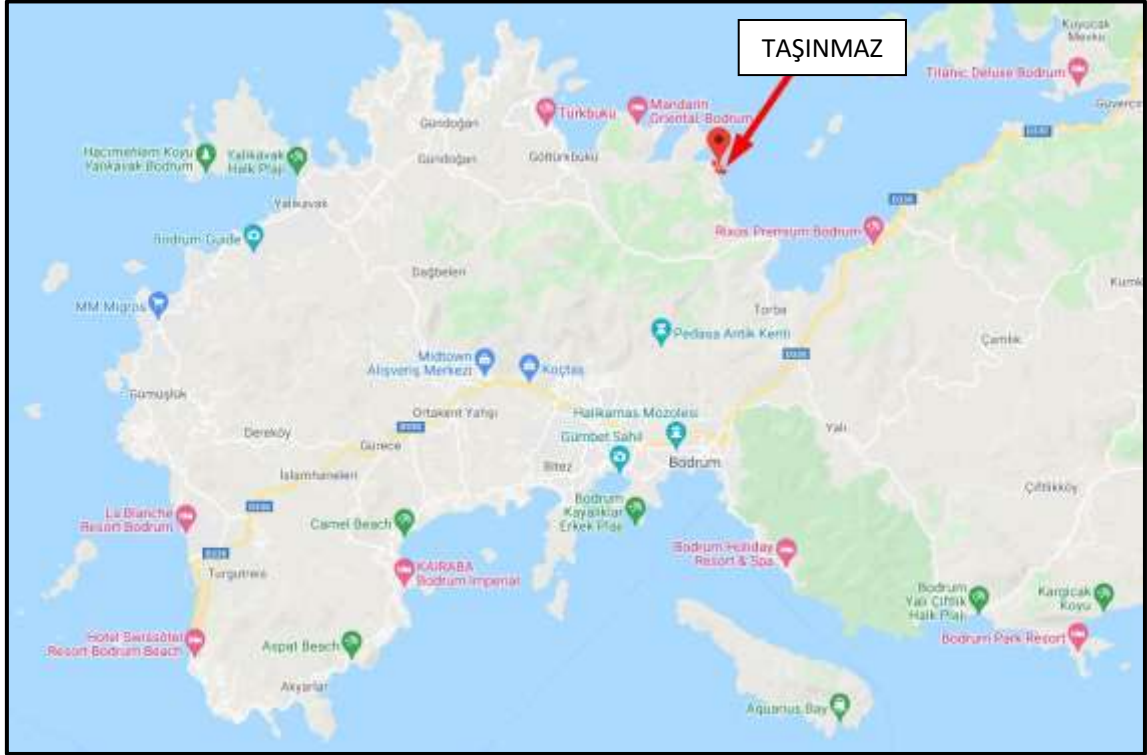 TAŞINMAZ
Kuyucak
Mevkii
Titanic Deluxe Bodrum
Türkbükü
Mandarin
Oriental, Bodrum
Gündoğan
Gündoğan
Göltürkbükü
Yalıkavak
Halk Plajı
Yalıkavak Bodrum
Yalıkavak
Bodrum Guide
Rixos Premium Bodrum
Dağbelen
MM Migros
Torba
Pedasa Antik Kenti
Çamlık
Midtown
Alışveriş Merkezi
Koçtaş
Gümüşlük
Ortakent Yahşi
Halikarnas Mozolesi
Gümbet Sahil
Dereköy
Gürece
Yalı
Bitez
Bodrum
İslamhaneleri
Çiftlikköy
La Blanche
Resort Bodrum
Camel Beach
Bodrum
Kayalıklar
Erkek Plajı
Bodrum Holiday
Resort & Spa
Turgutreis
KAIRABA
Bodrum Imperial
Bodrum
Yalı Çiftlik
Halk Plajı
Kargıcak
Koyu
Hotel Swissôtel
Resort Bodrum Beach
Aspat Beach
Bodrum Park Resort
Akyarlar
Aquarius Bay